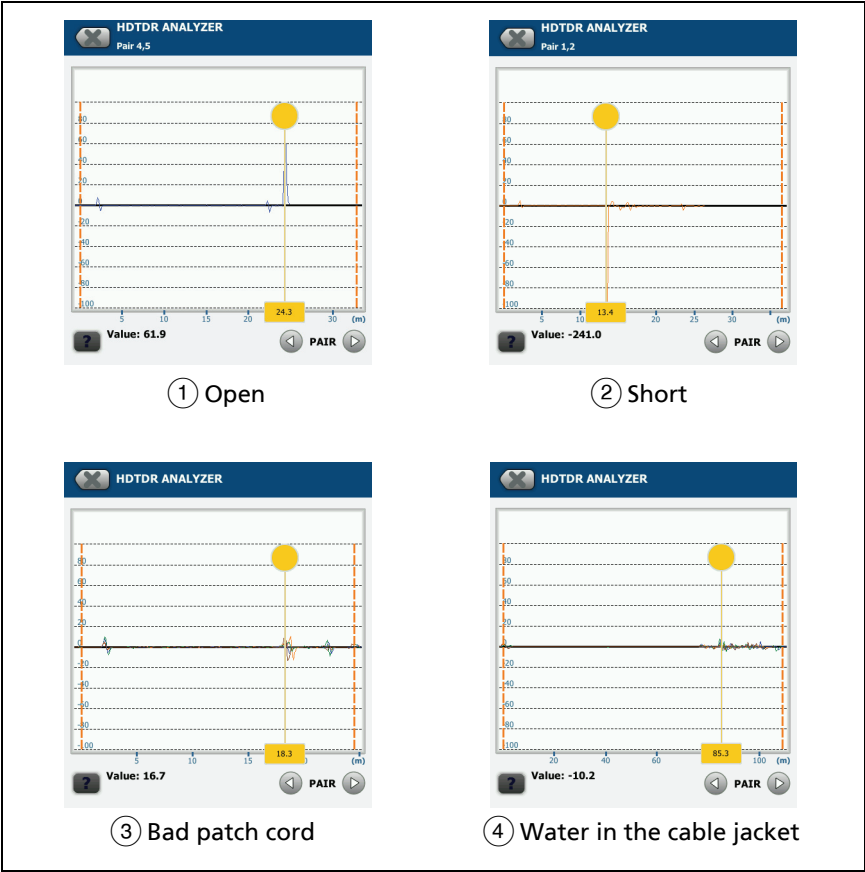 HDTDR ANALYZER
Pair 4,5
80
60
40
20
0
20
40
60
80
100
24.3
5 10 15 20 30 (m)
? Value: 61.9 PAIR
1 Open
HDTDR ANALYZER
Pair 1,2
80
60
40
20
0
20
40
60
80
100
13.4
5 10 20 25 30 (m)
? Value: -241.0 PAIR
2 Short
HDTDR ANALYZER
80
60
40
20
0
20
40
60
80
100
18.3
5 10 15 (m)
? Value: 16.7 PAIR
3 Bad patch cord
HDTDR ANALYZER
80
60
40
20
0
20
40
60
80
100
85.3
20 40 60 100 (m)
? Value: -10.2 PAIR
4 Water in the cable jacket